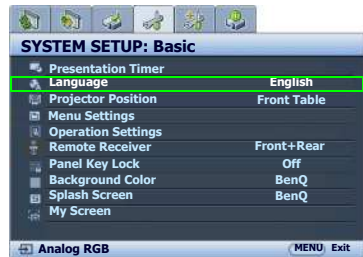 SYSTEM SETUP: Basic
Presentation Timer
Language English
Projector Position Front Table
Menu Settings
Operation Settings
Remote Receiver Front+Rear
Panel Key Lock Off
Background Color BenQ
Splash Screen BenQ
My Screen
Analog RGB MENU Exit